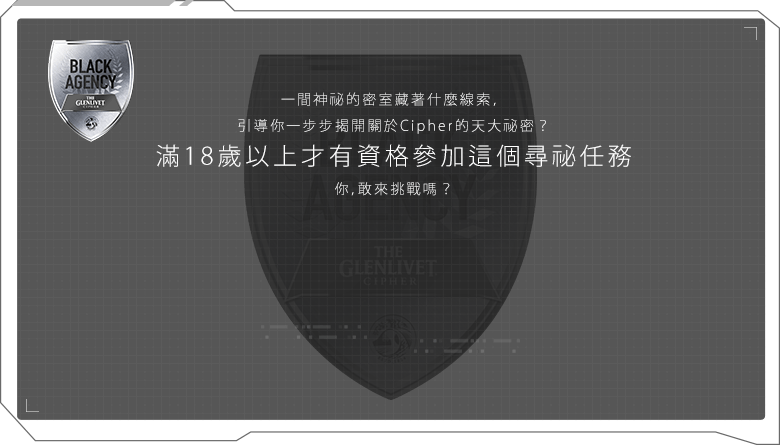 BLACK
AGENCY
THE
GLENLIVET
CIPHER
一間神祕的密室藏著什麼線索,
引導你一步步揭開關於Cipher的天大祕密？
滿18歲以上才有資格參加這個尋祕任務
你,敢來挑戰嗎？
AGENCY
THE
GLENLIVET
CIPHER